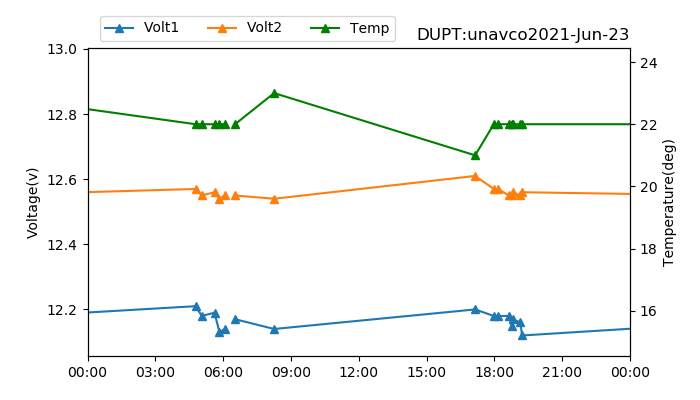 Volt1 Volt2 Temp
DUPT:unavco2021-Jun-23
13.0
12.8
12.6
12.4
12.2
Voltage(v)
24
22
20
18
16
Temperature(deg)
00:00 03:00 06:00 09:00 12:00 15:00 18:00 21:00 00:00